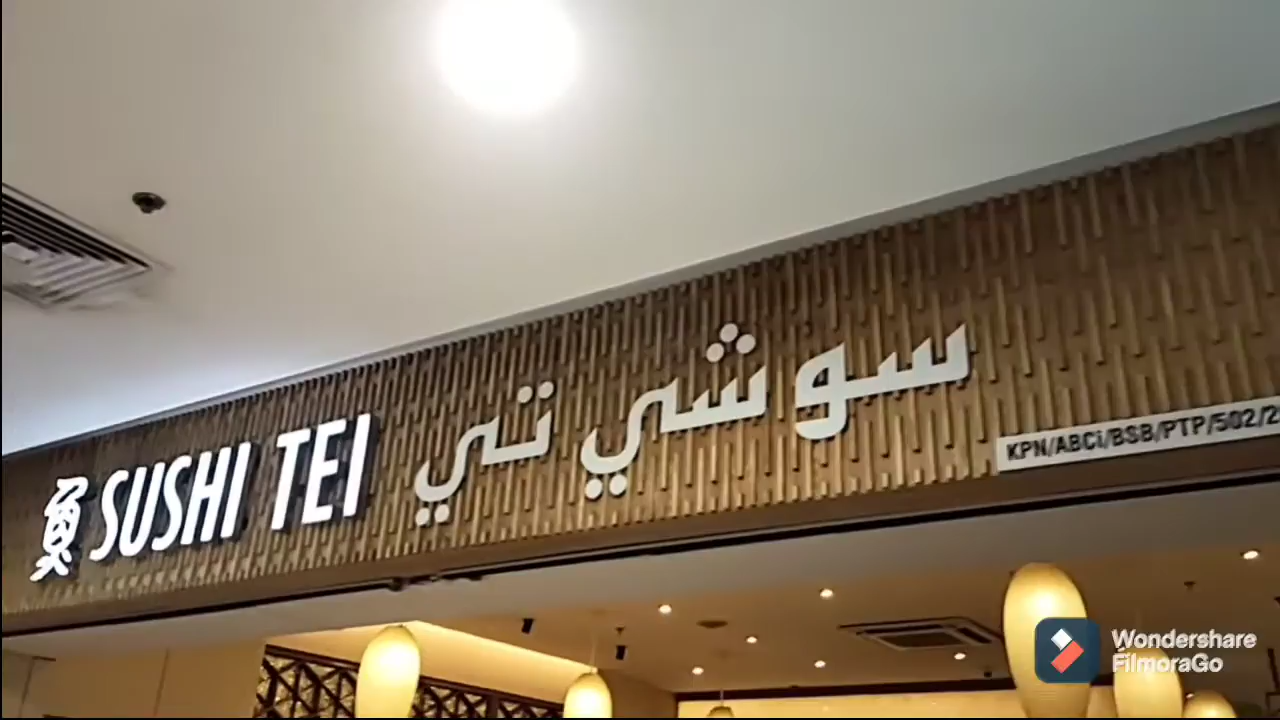 SUSHI TEI سوشي تي
KPN/ABCi/BSB/PTP/502/2
Wondershare
FilmoraGo